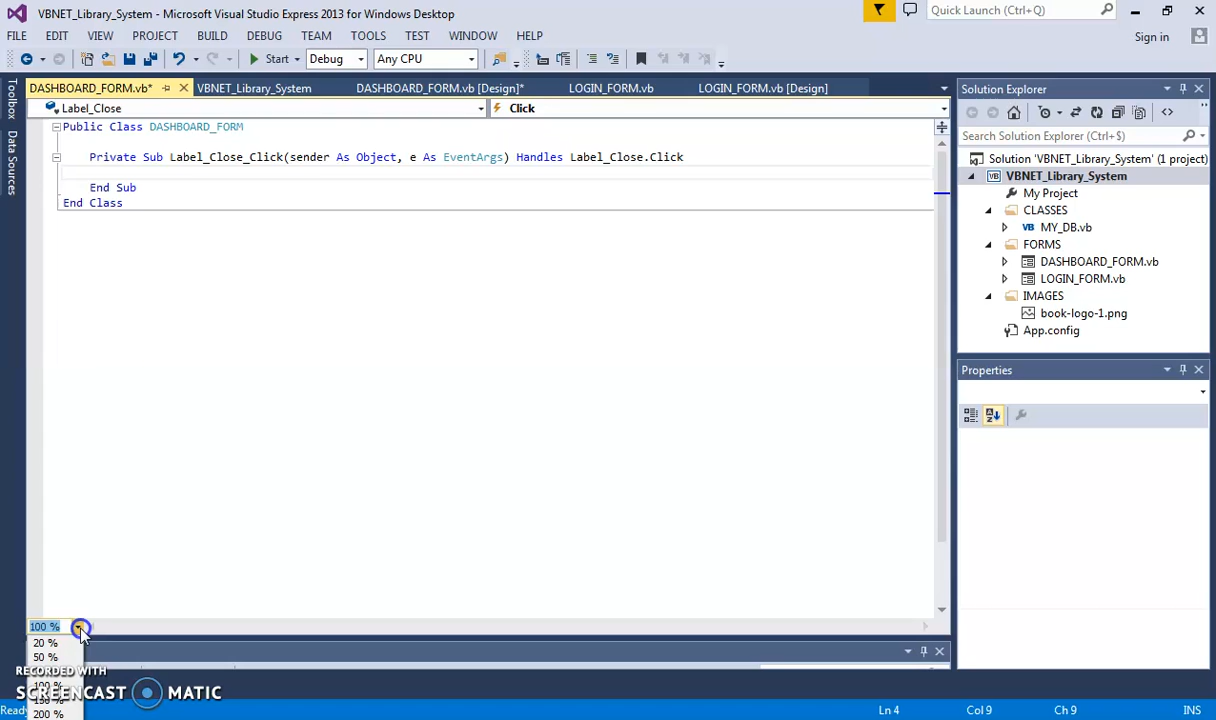 VBNET_Library_System - Microsoft Visual Studio Express 2013 for Windows Desktop
Quick Launch (Ctrl+Q)
FILE EDIT VIEW PROJECT BUILD DEBUG TEAM TOOLS TEST WINDOW HELP
Sign in
Start Debug Any CPU
Toolbox
Data Sources
DASHBOARD_FORM.vb* VBNET_Library_System DASHBOARD_FORM.vb [Design]* LOGIN_FORM.vb LOGIN_FORM.vb [Design]
Label_Close Click
Public Class DASHBOARD_FORM
Private Sub Label_Close_Click(sender As Object, e As EventArgs) Handles Label_Close.Click
End Sub
End Class
Solution Explorer
Search Solution Explorer (Ctrl+$)
Solution 'VBNET_Library_System' (1 project)
VBNET_Library_System
My Project
CLASSES
MY_DB.vb
FORMS
DASHBOARD_FORM.vb
LOGIN_FORM.vb
IMAGES
book-logo-1.png
App.config
Properties
100 %
20 %
50 %
RECORDED WITH
SCREENCAST MATIC
200 %
Ln 4 Col 9 Ch 9 INS